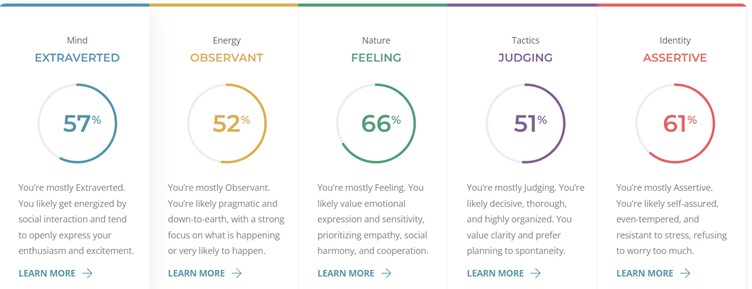 Mind
EXTRAVERTED
57%
You're mostly Extraverted.
You likely get energized by
social interaction and tend
to openly express your
enthusiasm and excitement.
LEARN MORE →
Energy
OBSERVANT
52%
You're mostly Observant.
You're likely pragmatic and
down-to-earth, with a strong
focus on what is happening
or very likely to happen.
LEARN MORE →
Nature
FEELING
66%
You're mostly Feeling. You
likely value emotional
expression and sensitivity,
prioritizing empathy, social
harmony, and cooperation.
LEARN MORE →
Tactics
JUDGING
51%
You're mostly Judging. You're
likely decisive, thorough,
and highly organized. You
value clarity and prefer
planning to spontaneity.
LEARN MORE →
Identity
ASSERTIVE
61%
You're mostly Assertive.
You're likely self-assured,
even-tempered, and
resistant to stress, refusing
to worry too much.
LEARN MORE →